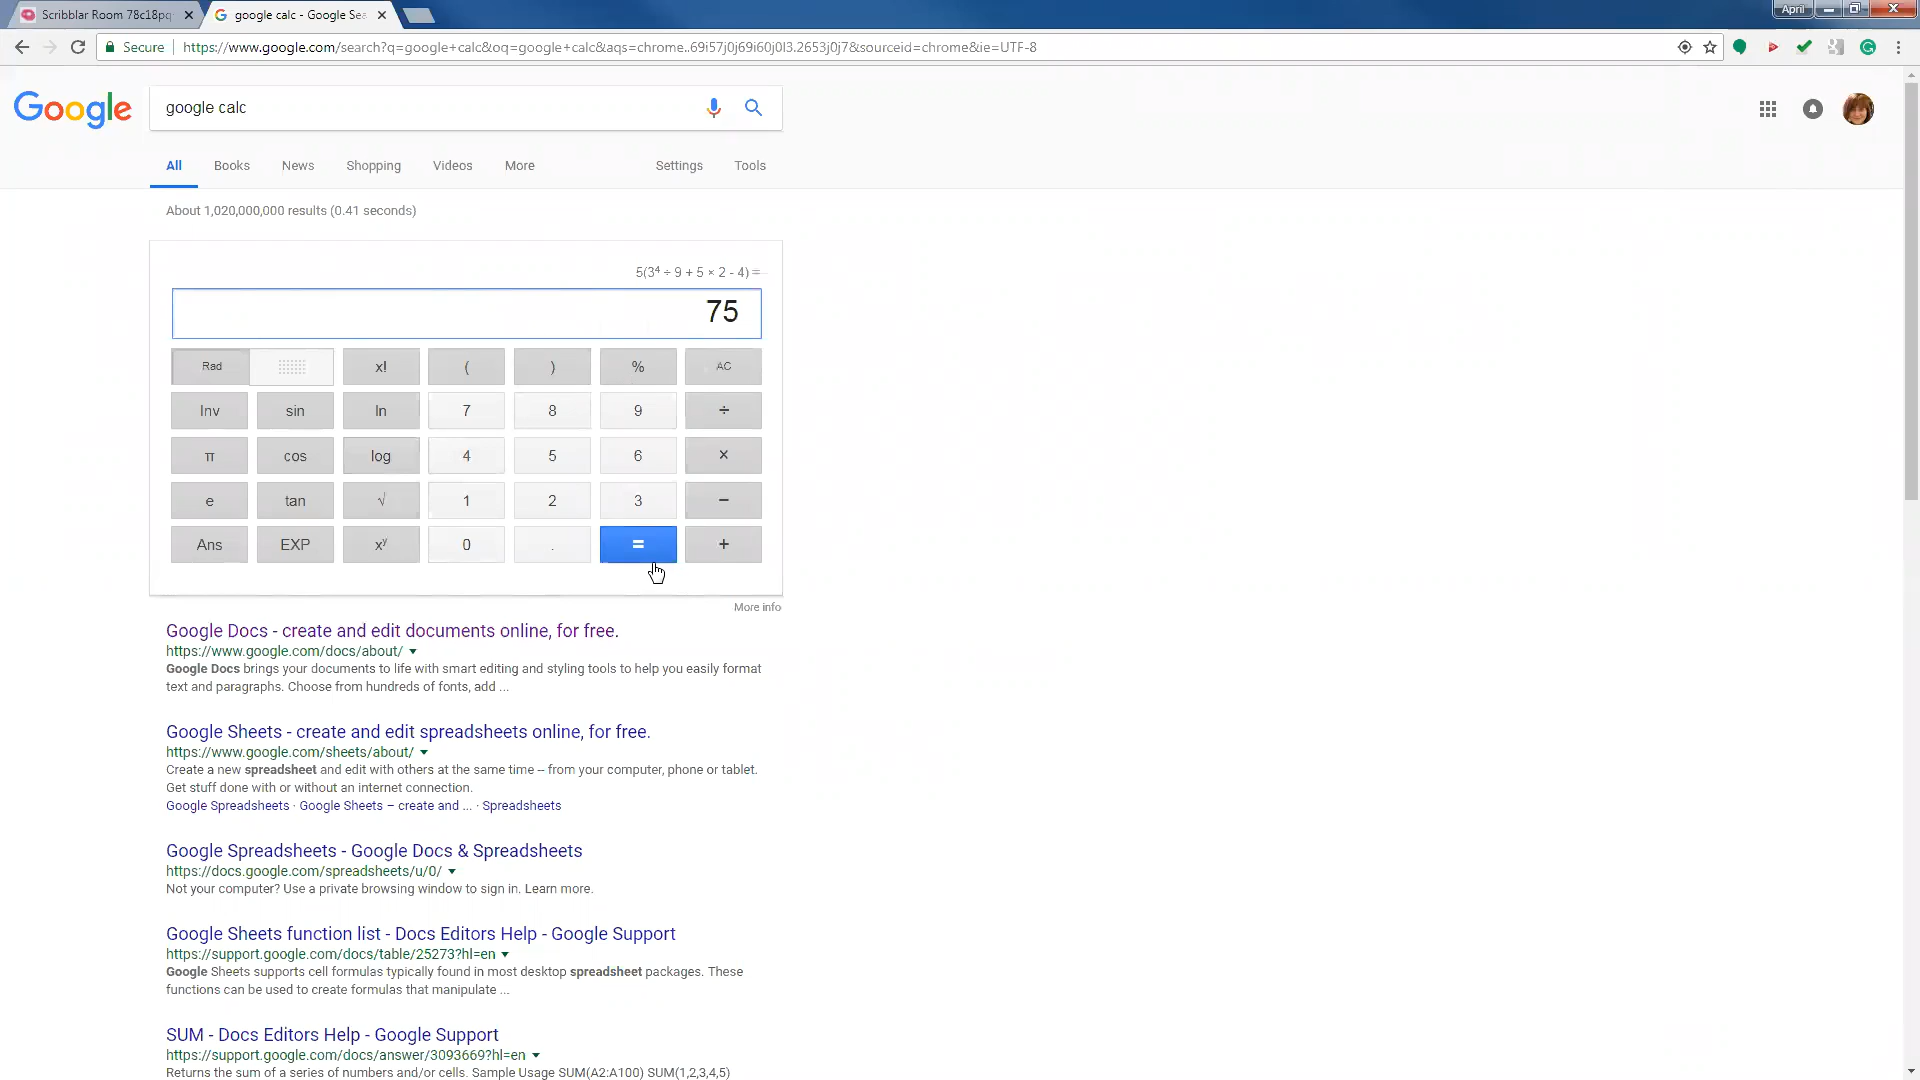 Scribblar Room 78c18pq
google calc - Google Sea
April
Secure
https://www.google.com/search?q=google+calc&oq=google+calc&aqs=chrome..69i57j0j69i60j0l3.2653j0j7&sourceid=chrome&ie=UTF-8
Google
google calc
All Books News Shopping Videos More Settings Tools
About 1,020,000,000 results (0.41 seconds)
5(3⁴ ÷ 9 + 5 × 2 - 4) =
75
Rad x! ( ) % AC
Inv sin ln 7 8 9 ÷
π cos log 4 5 6 ×
e tan √ 1 2 3 −
Ans EXP xʸ 0 . = +
More info
Google Docs - create and edit documents online, for free.
https://www.google.com/docs/about/
Google Docs brings your documents to life with smart editing and styling tools to help you easily format
text and paragraphs. Choose from hundreds of fonts, add ...
Google Sheets - create and edit spreadsheets online, for free.
https://www.google.com/sheets/about/
Create a new spreadsheet and edit with others at the same time -- from your computer, phone or tablet.
Get stuff done with or without an internet connection.
Google Spreadsheets · Google Sheets – create and ... · Spreadsheets
Google Spreadsheets - Google Docs & Spreadsheets
https://docs.google.com/spreadsheets/u/0/
Not your computer? Use a private browsing window to sign in. Learn more.
Google Sheets function list - Docs Editors Help - Google Support
https://support.google.com/docs/table/25273?hl=en
Google Sheets supports cell formulas typically found in most desktop spreadsheet packages. These
functions can be used to create formulas that manipulate ...
SUM - Docs Editors Help - Google Support
https://support.google.com/docs/answer/3093669?hl=en
Returns the sum of a series of numbers and/or cells. Sample Usage SUM(A2:A100) SUM(1,2,3,4,5)